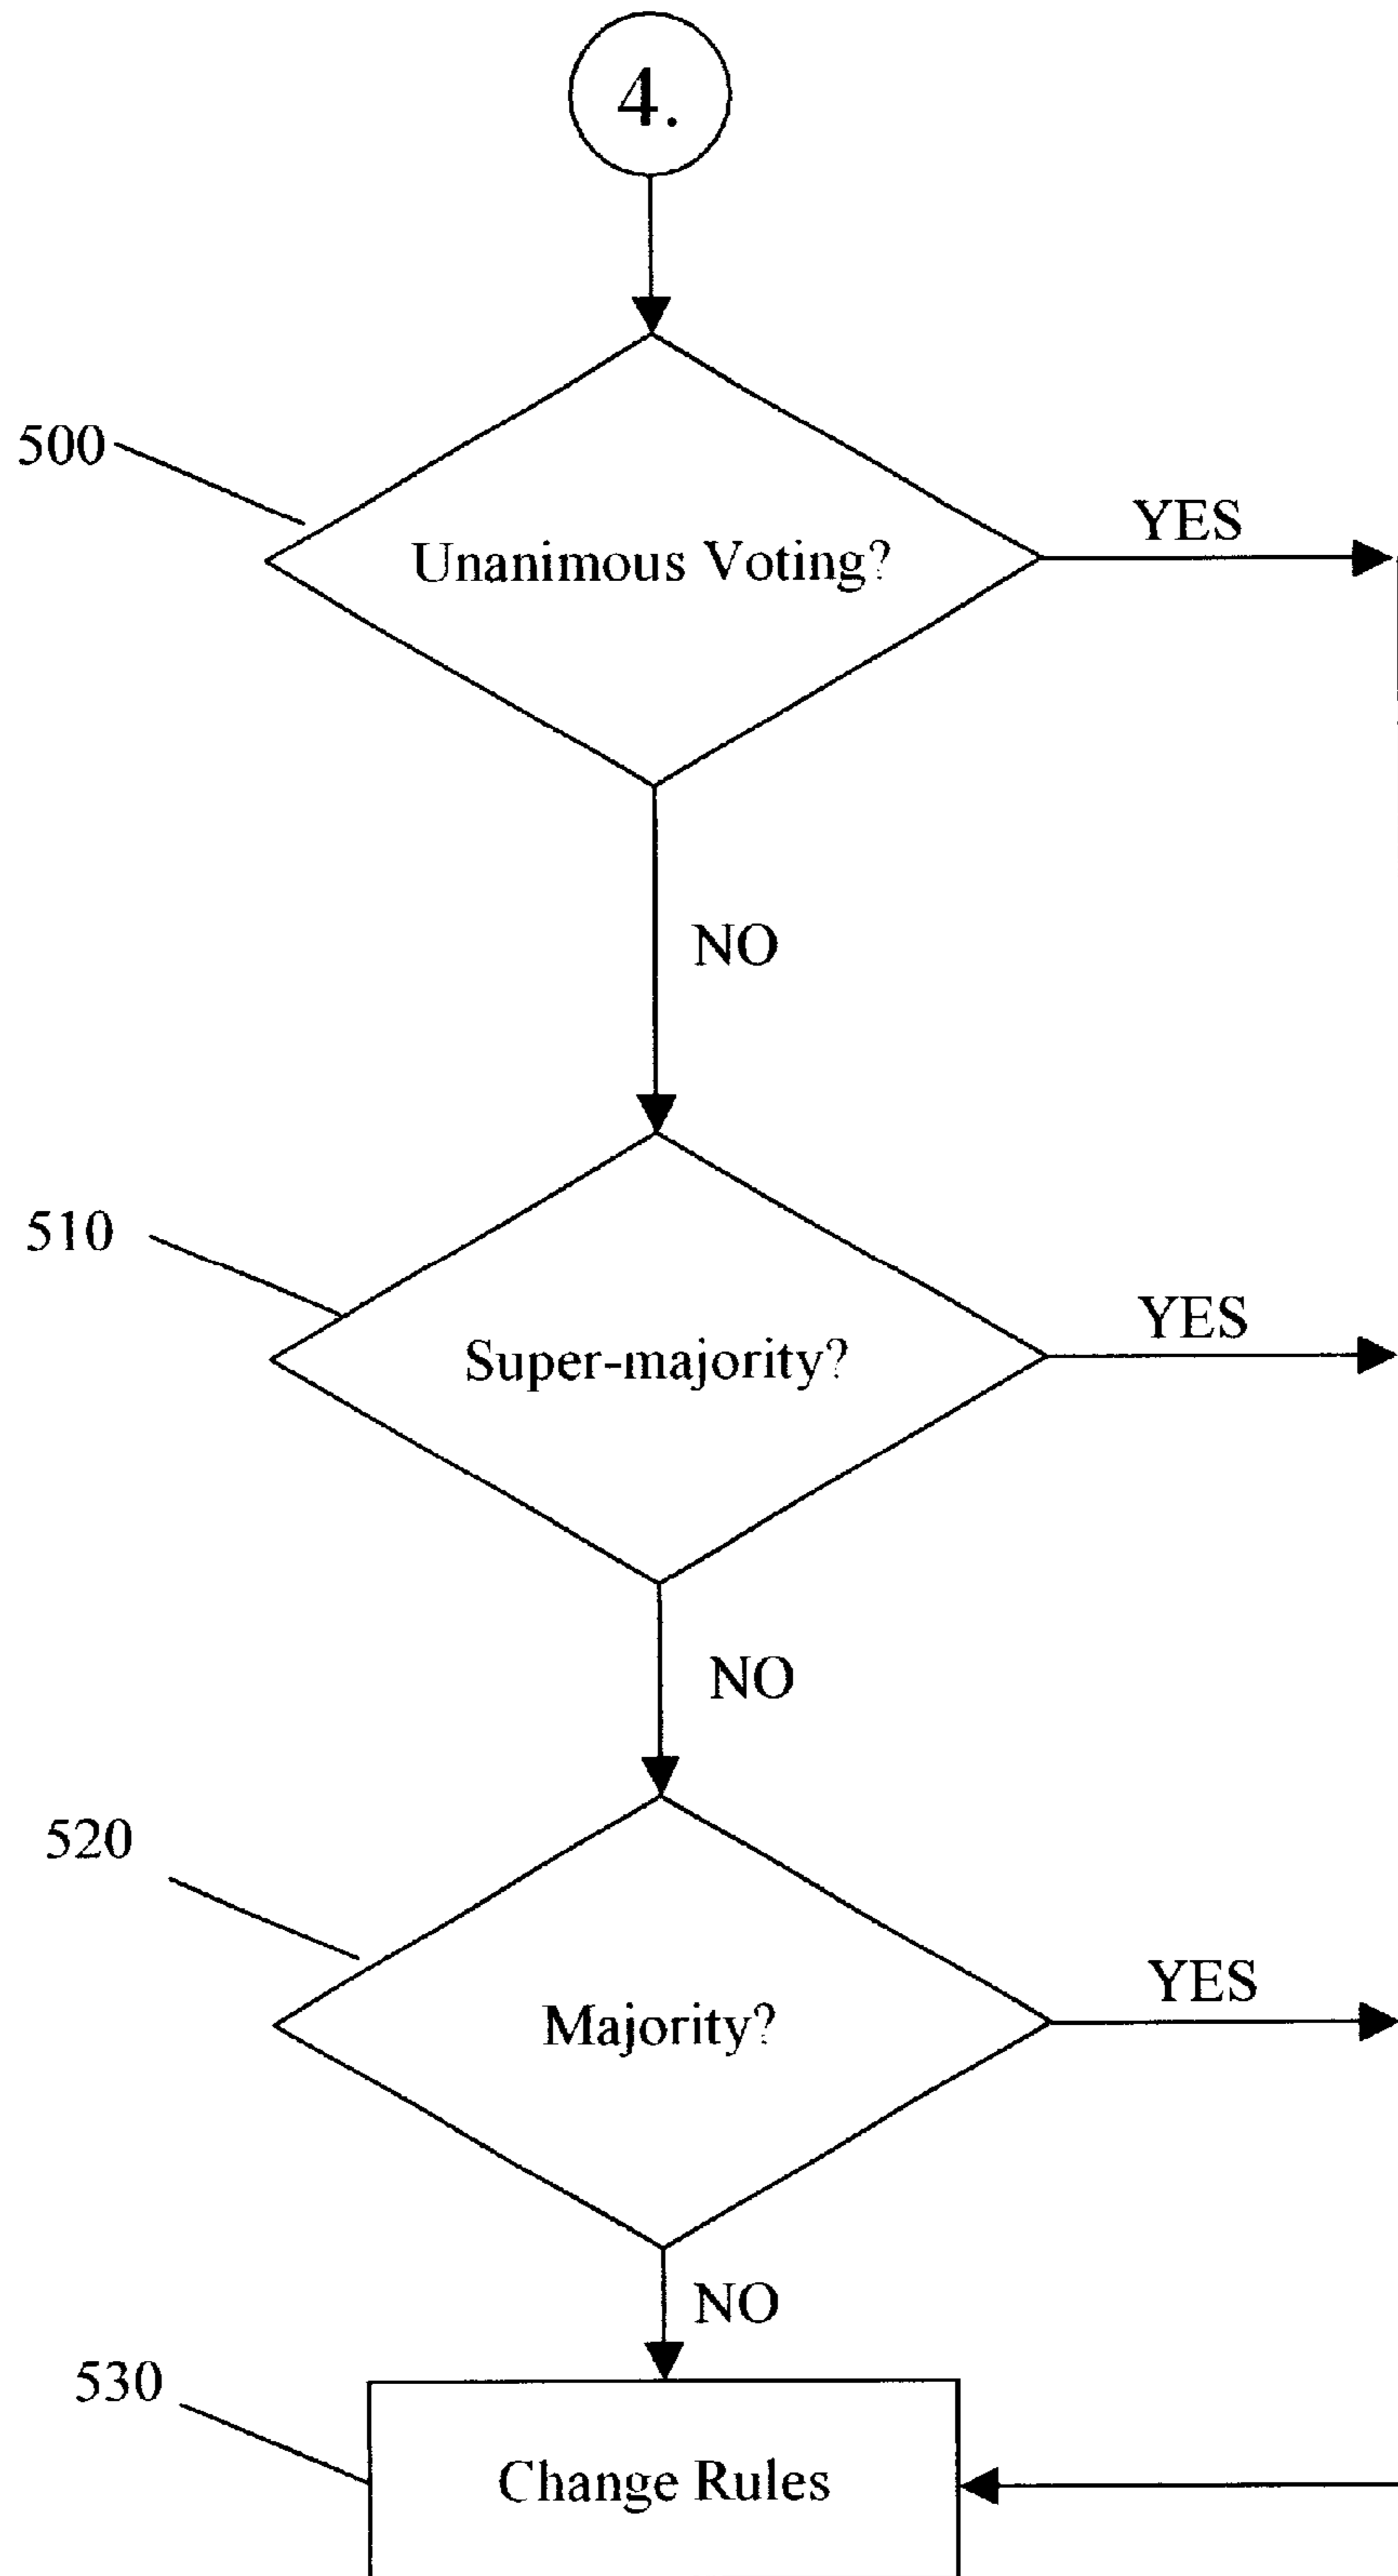 4.
500
Unanimous Voting?
YES
NO
510
Super-majority?
YES
NO
520
Majority?
YES
NO
530
Change Rules